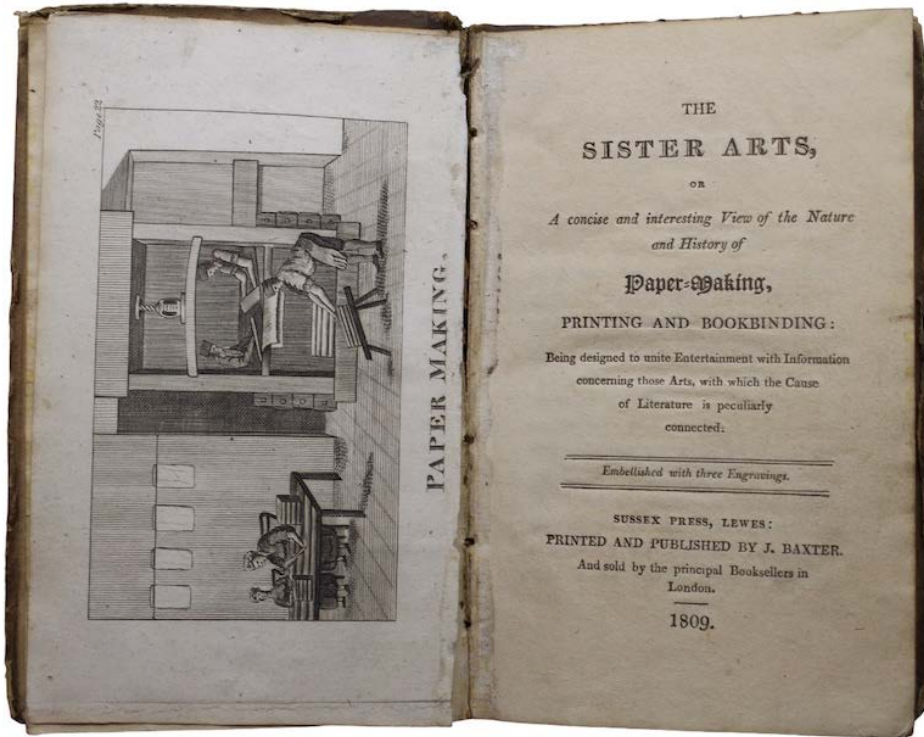 Page 22
PAPER MAKING,
THE
SISTER ARTS,
OR
A concise and interesting View of the Nature
and History of
Paper-Making,
PRINTING AND BOOKBINDING:
Being designed to unite Entertainment with Information
concerning those Arts, with which the Cause
of Literature is peculiarly
connected.
Embellished with three Engravings.
SUSSEX PRESS, LEWES:
PRINTED AND PUBLISHED BY J. BAXTER.
And sold by the principal Booksellers in
London.
1809.